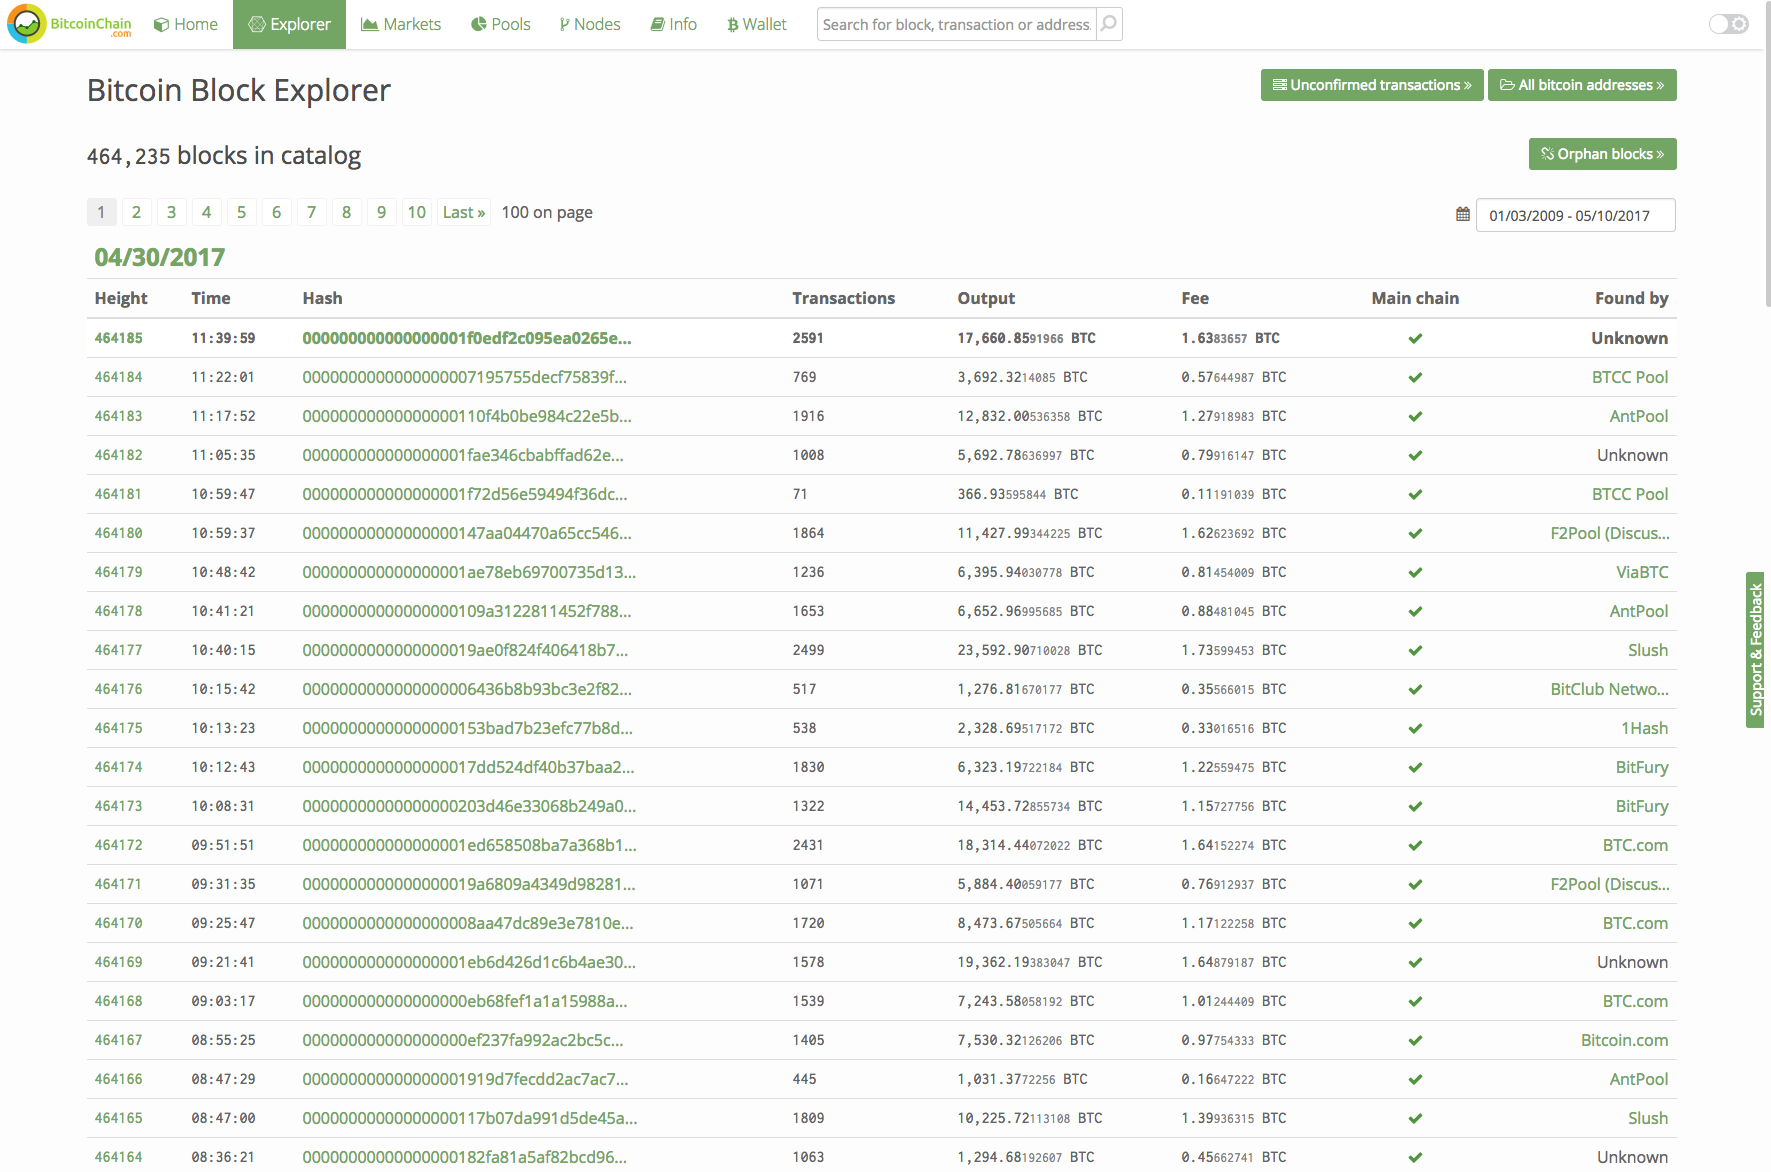 BitcoinChain .com Home Explorer Markets Pools Nodes Info Wallet Search for block, transaction or address.
Bitcoin Block Explorer Unconfirmed transactions » All bitcoin addresses »
464,235 blocks in catalog Orphan blocks »
1 2 3 4 5 6 7 8 9 10 Last » 100 on page 01/03/2009 - 05/10/2017
04/30/2017
Height Time Hash Transactions Output Fee Main chain Found by
464185 11:39:59 000000000000000001f0edf2c095ea0265e... 2591 17,660.8591966 BTC 1.6383657 BTC Unknown
464184 11:22:01 0000000000000000007195755decf75839f... 769 3,692.3214085 BTC 0.57644987 BTC BTCC Pool
464183 11:17:52 00000000000000000110f4b0be984c22e5b... 1916 12,832.00536358 BTC 1.27918983 BTC AntPool
464182 11:05:35 000000000000000001fae346cbabffad62e... 1008 5,692.78636997 BTC 0.79916147 BTC Unknown
464181 10:59:47 000000000000000001f72d56e59494f36dc... 71 366.93595844 BTC 0.11191039 BTC BTCC Pool
464180 10:59:37 00000000000000000147aa04470a65cc546... 1864 11,427.99344225 BTC 1.62623692 BTC F2Pool (Discus...
464179 10:48:42 000000000000000001ae78eb69700735d13... 1236 6,395.94030778 BTC 0.81454009 BTC ViaBTC
464178 10:41:21 00000000000000000109a3122811452f788... 1653 6,652.96995685 BTC 0.88481045 BTC AntPool
464177 10:40:15 00000000000000000019ae0f824f406418b7... 2499 23,592.90710028 BTC 1.73599453 BTC Slush
464176 10:15:42 0000000000000000006436b8b93bc3e2f82... 517 1,276.81670177 BTC 0.35566015 BTC BitClub Netwo...
464175 10:13:23 00000000000000000153bad7b23efc77b8d... 538 2,328.69517172 BTC 0.33016516 BTC 1Hash
464174 10:12:43 00000000000000000017dd524df40b37baa2... 1830 6,323.19722184 BTC 1.22559475 BTC BitFury
464173 10:08:31 00000000000000000203d46e33068b249a0... 1322 14,453.72855734 BTC 1.15727756 BTC BitFury
464172 09:51:51 000000000000000001ed658508ba7a368b1... 2431 18,314.44072022 BTC 1.64152274 BTC BTC.com
464171 09:31:35 00000000000000000019a6809a4349d98281... 1071 5,884.40059177 BTC 0.76912937 BTC F2Pool (Discus...
464170 09:25:47 0000000000000000008aa47dc89e3e7810e... 1720 8,473.67505664 BTC 1.17122258 BTC BTC.com
464169 09:21:41 000000000000000001eb6d426d1c6b4ae30... 1578 19,362.19383047 BTC 1.64879187 BTC Unknown
464168 09:03:17 000000000000000000eb68fef1a1a15988a... 1539 7,243.58058192 BTC 1.01244409 BTC BTC.com
464167 08:55:25 000000000000000000ef237fa992ac2bc5c... 1405 7,530.32126206 BTC 0.97754333 BTC Bitcoin.com
464166 08:47:29 0000000000000000001919d7fecdd2ac7ac7... 445 1,031.3772256 BTC 0.16647222 BTC AntPool
464165 08:47:00 00000000000000000117b07da991d5de45a... 1809 10,225.72113108 BTC 1.39936315 BTC Slush
464164 08:36:21 00000000000000000182fa81a5af82bcd96... 1063 1,294.68192607 BTC 0.45662741 BTC Unknown
Support & Feedback